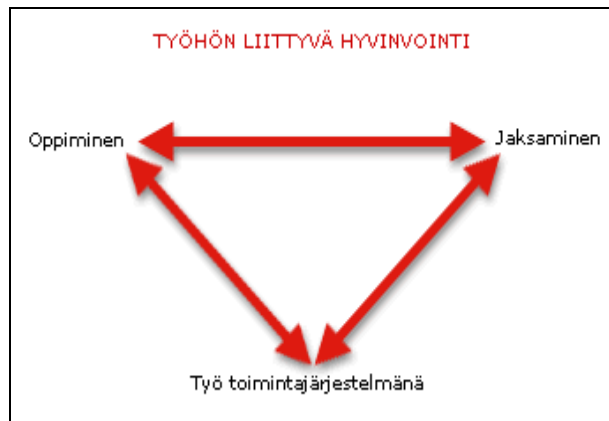 TYÖHÖN LIITTYVÄ HYVINVOINTI
Oppiminen
Jaksaminen
Työ toimintajärjestelmänä